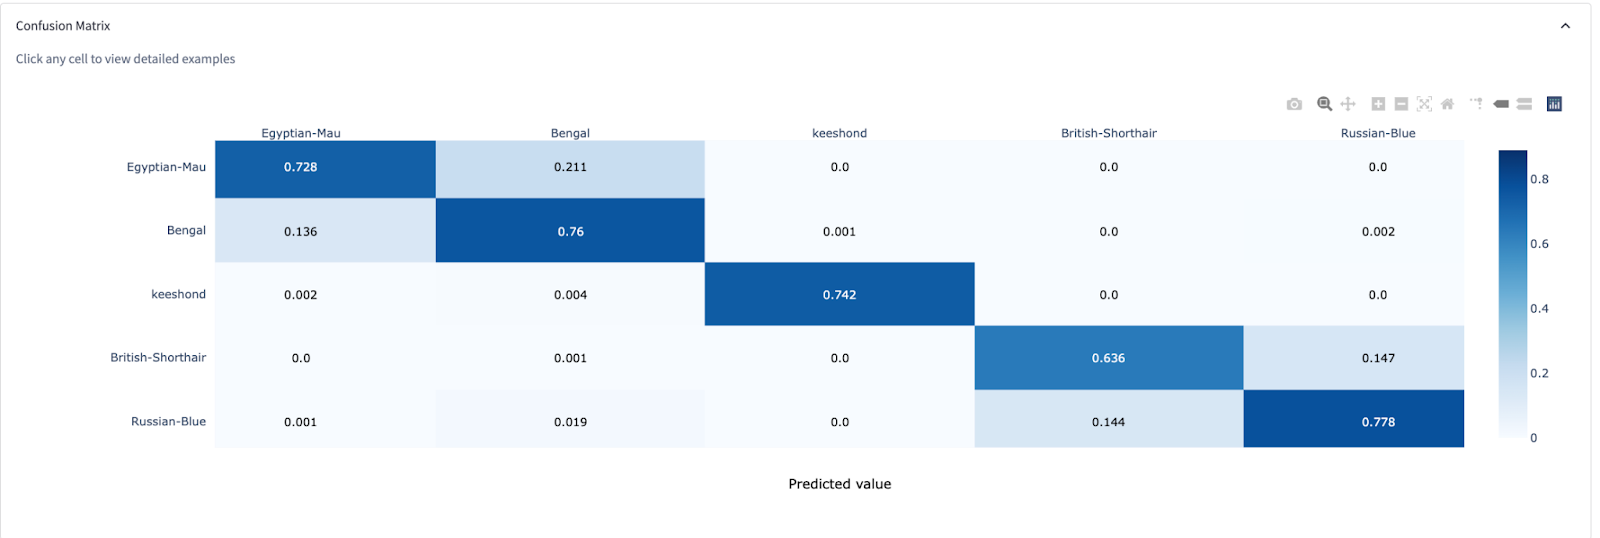 Confusion Matrix
Click any cell to view detailed examples
Egyptian-Mau Bengal keeshond British-Shorthair Russian-Blue
Egyptian-Mau 0.728 0.211 0.0 0.0 0.0
Bengal 0.136 0.76 0.001 0.0 0.002
keeshond 0.002 0.004 0.742 0.0 0.0
British-Shorthair 0.0 0.001 0.0 0.636 0.147
Russian-Blue 0.001 0.019 0.0 0.144 0.778
0.8
0.6
0.4
0.2
0
Predicted value